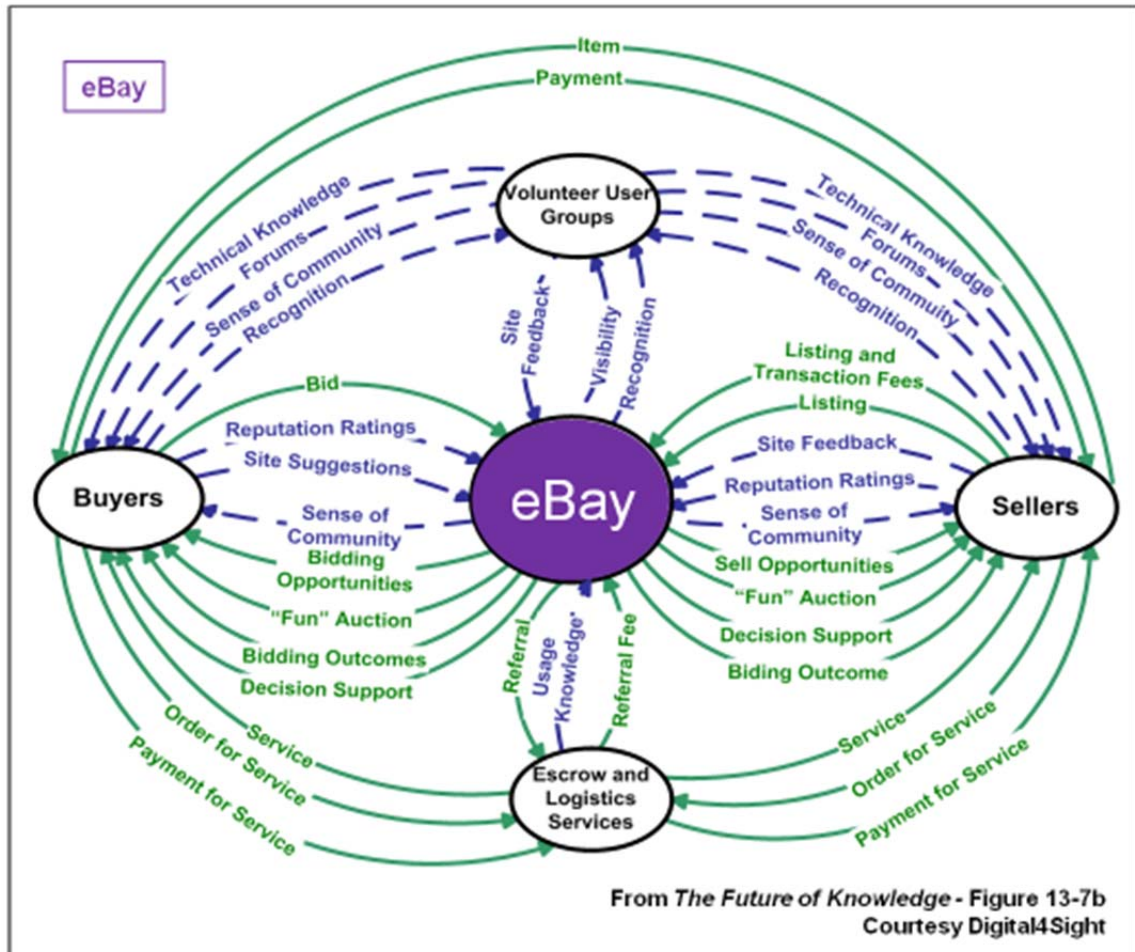 Item
Payment
eBay
Volunteer User
Groups
Technical Knowledge
Forums
Sense of Community
Recognition
Technical Knowledge
Forums
Sense of Commuity
Recognition
Site
Feedback
Visibility
Recognition
Listing and
Transaction Fees
Listing
Bid
Reputation Ratings
Site Suggestions
Sense of
Community
Bidding
Opportunities
"Fun" Auction
Bidding Outcomes
Decision Support
Buyers
eBay
Sellers
Site Feedback
Reputation Ratings
Sense of
Community
Sell Opportunities
"Fun" Auction
Decision Support
Biding Outcome
Referral
Usage
Knowledge
Referral Fee
Service
Order for Service
Payment for Service
Escrow and
Logistics
Services
Service
Order for Service
Payment for Service
From The Future of Knowledge - Figure 13-7b
Courtesy Digital4Sight